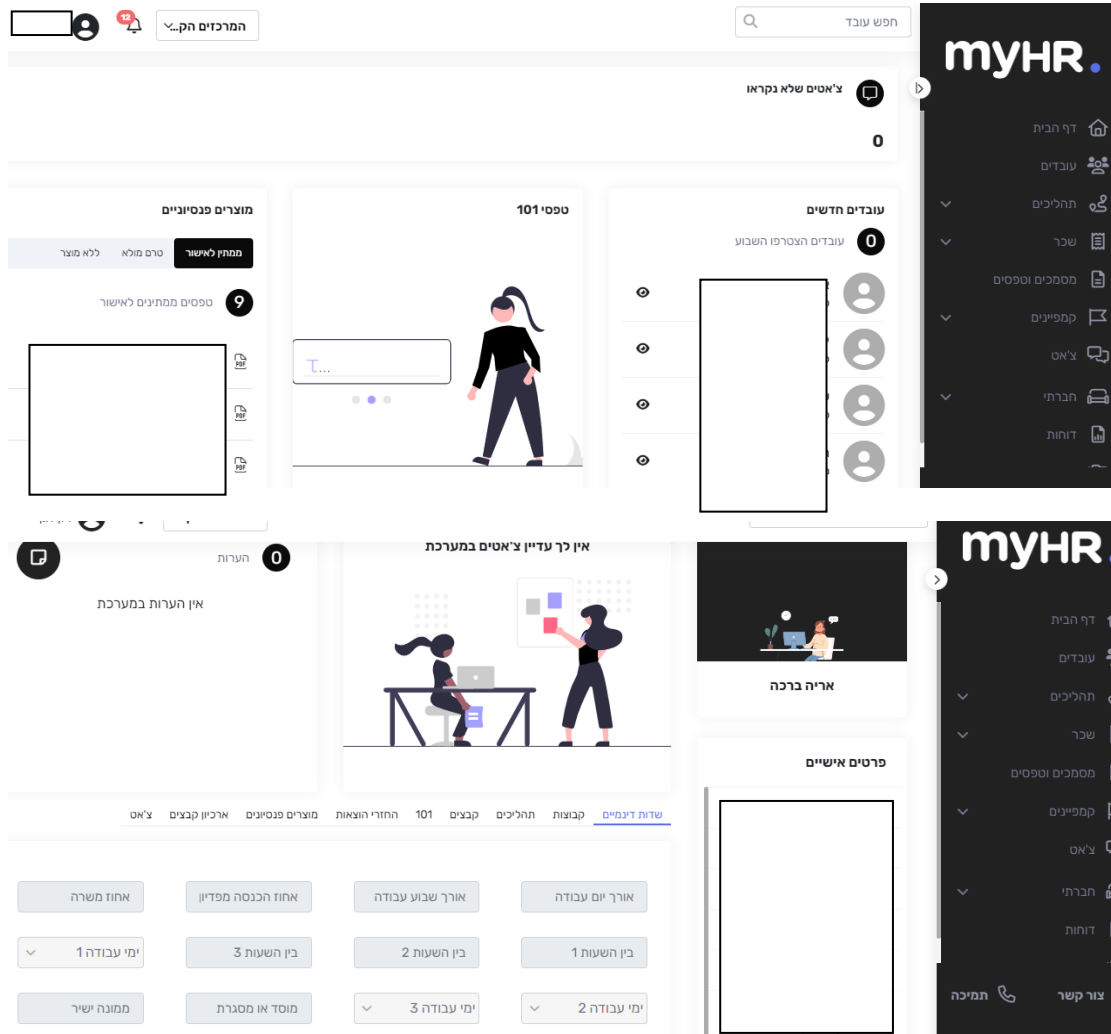 myHR.
חפש עובד
המרכזים הק...
12
דף הבית
עובדים
תהליכים
שכר
מסמכים וטפסים
קמפיינים
צ'אט
חברתי
דוחות
צ'אטים שלא נקראו
0
עובדים חדשים
0 עובדים הצטרפו השבוע
טפסי 101
מוצרים פנסיוניים
ממתין לאישור טרם מולא ללא מוצר
9 טפסים ממתינים לאישור
PDF
PDF
PDF
myHR
דף הבית
עובדים
תהליכים
שכר
מסמכים וטפסים
קמפיינים
צ'אט
חברתי
דוחות
צור קשר תמיכה
אריה ברכה
פרטים אישיים
אין לך עדיין צ'אטים במערכת
0 הערות
אין הערות במערכת
שדות דינמיים קבוצות תהליכים קבצים 101 החזרי הוצאות מוצרים פנסיונים ארכיון קבצים צ'אט
אורך יום עבודה אורך שבוע עבודה אחוז הכנסה מפדיון אחוז משרה
בין השעות 1 בין השעות 2 בין השעות 3 ימי עבודה 1
ימי עבודה 2 ימי עבודה 3 מוסד או מסגרת ממונה ישיר